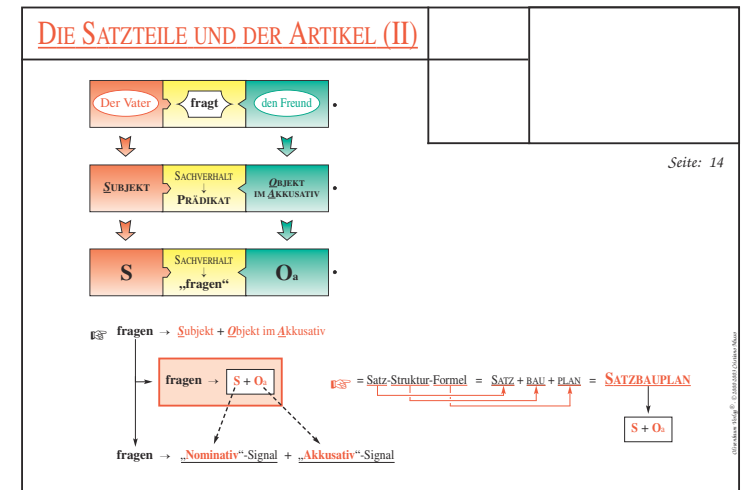 DIE SATZTEILE UND DER ARTIKEL (II)
Seite: 14
Der Vater fragt den Freund .
SUBJEKT SACHVERHALT ↓ PRÄDIKAT OBJEKT IM AKKUSATIV .
S SACHVERHALT ↓ „fragen“ Oa .
☞ fragen → Subjekt + Objekt im Akkusativ
fragen → S + Oa
☞ = Satz-Struktur-Formel = SATZ + BAU + PLAN = SATZBAUPLAN
S + Oa
fragen → „Nominativ“-Signal + „Akkusativ“-Signal